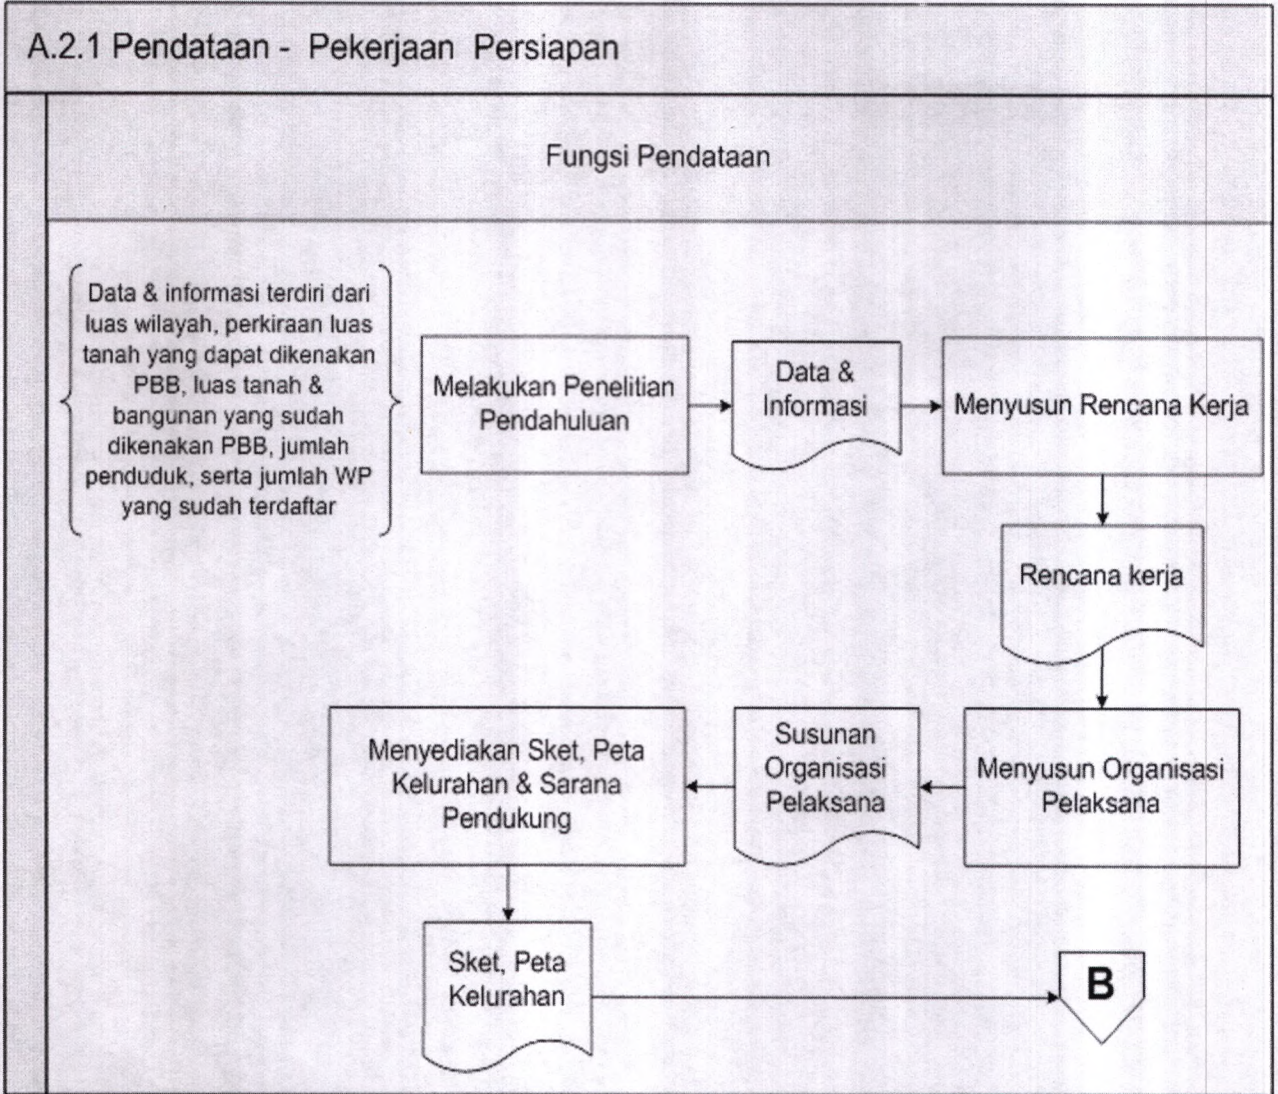 A.2.1 Pendataan - Pekerjaan Persiapan
Fungsi Pendataan
Data & informasi terdiri dari
luas wilayah, perkiraan luas
tanah yang dapat dikenakan
PBB, luas tanah &
bangunan yang sudah
dikenakan PBB, jumlah
penduduk, serta jumlah WP
yang sudah terdaftar
Melakukan Penelitian
Pendahuluan
Data &
Informasi
Menyusun Rencana Kerja
Rencana kerja
Menyusun Organisasi
Pelaksana
Susunan
Organisasi
Pelaksana
Menyediakan Sket, Peta
Kelurahan & Sarana
Pendukung
Sket, Peta
Kelurahan
B